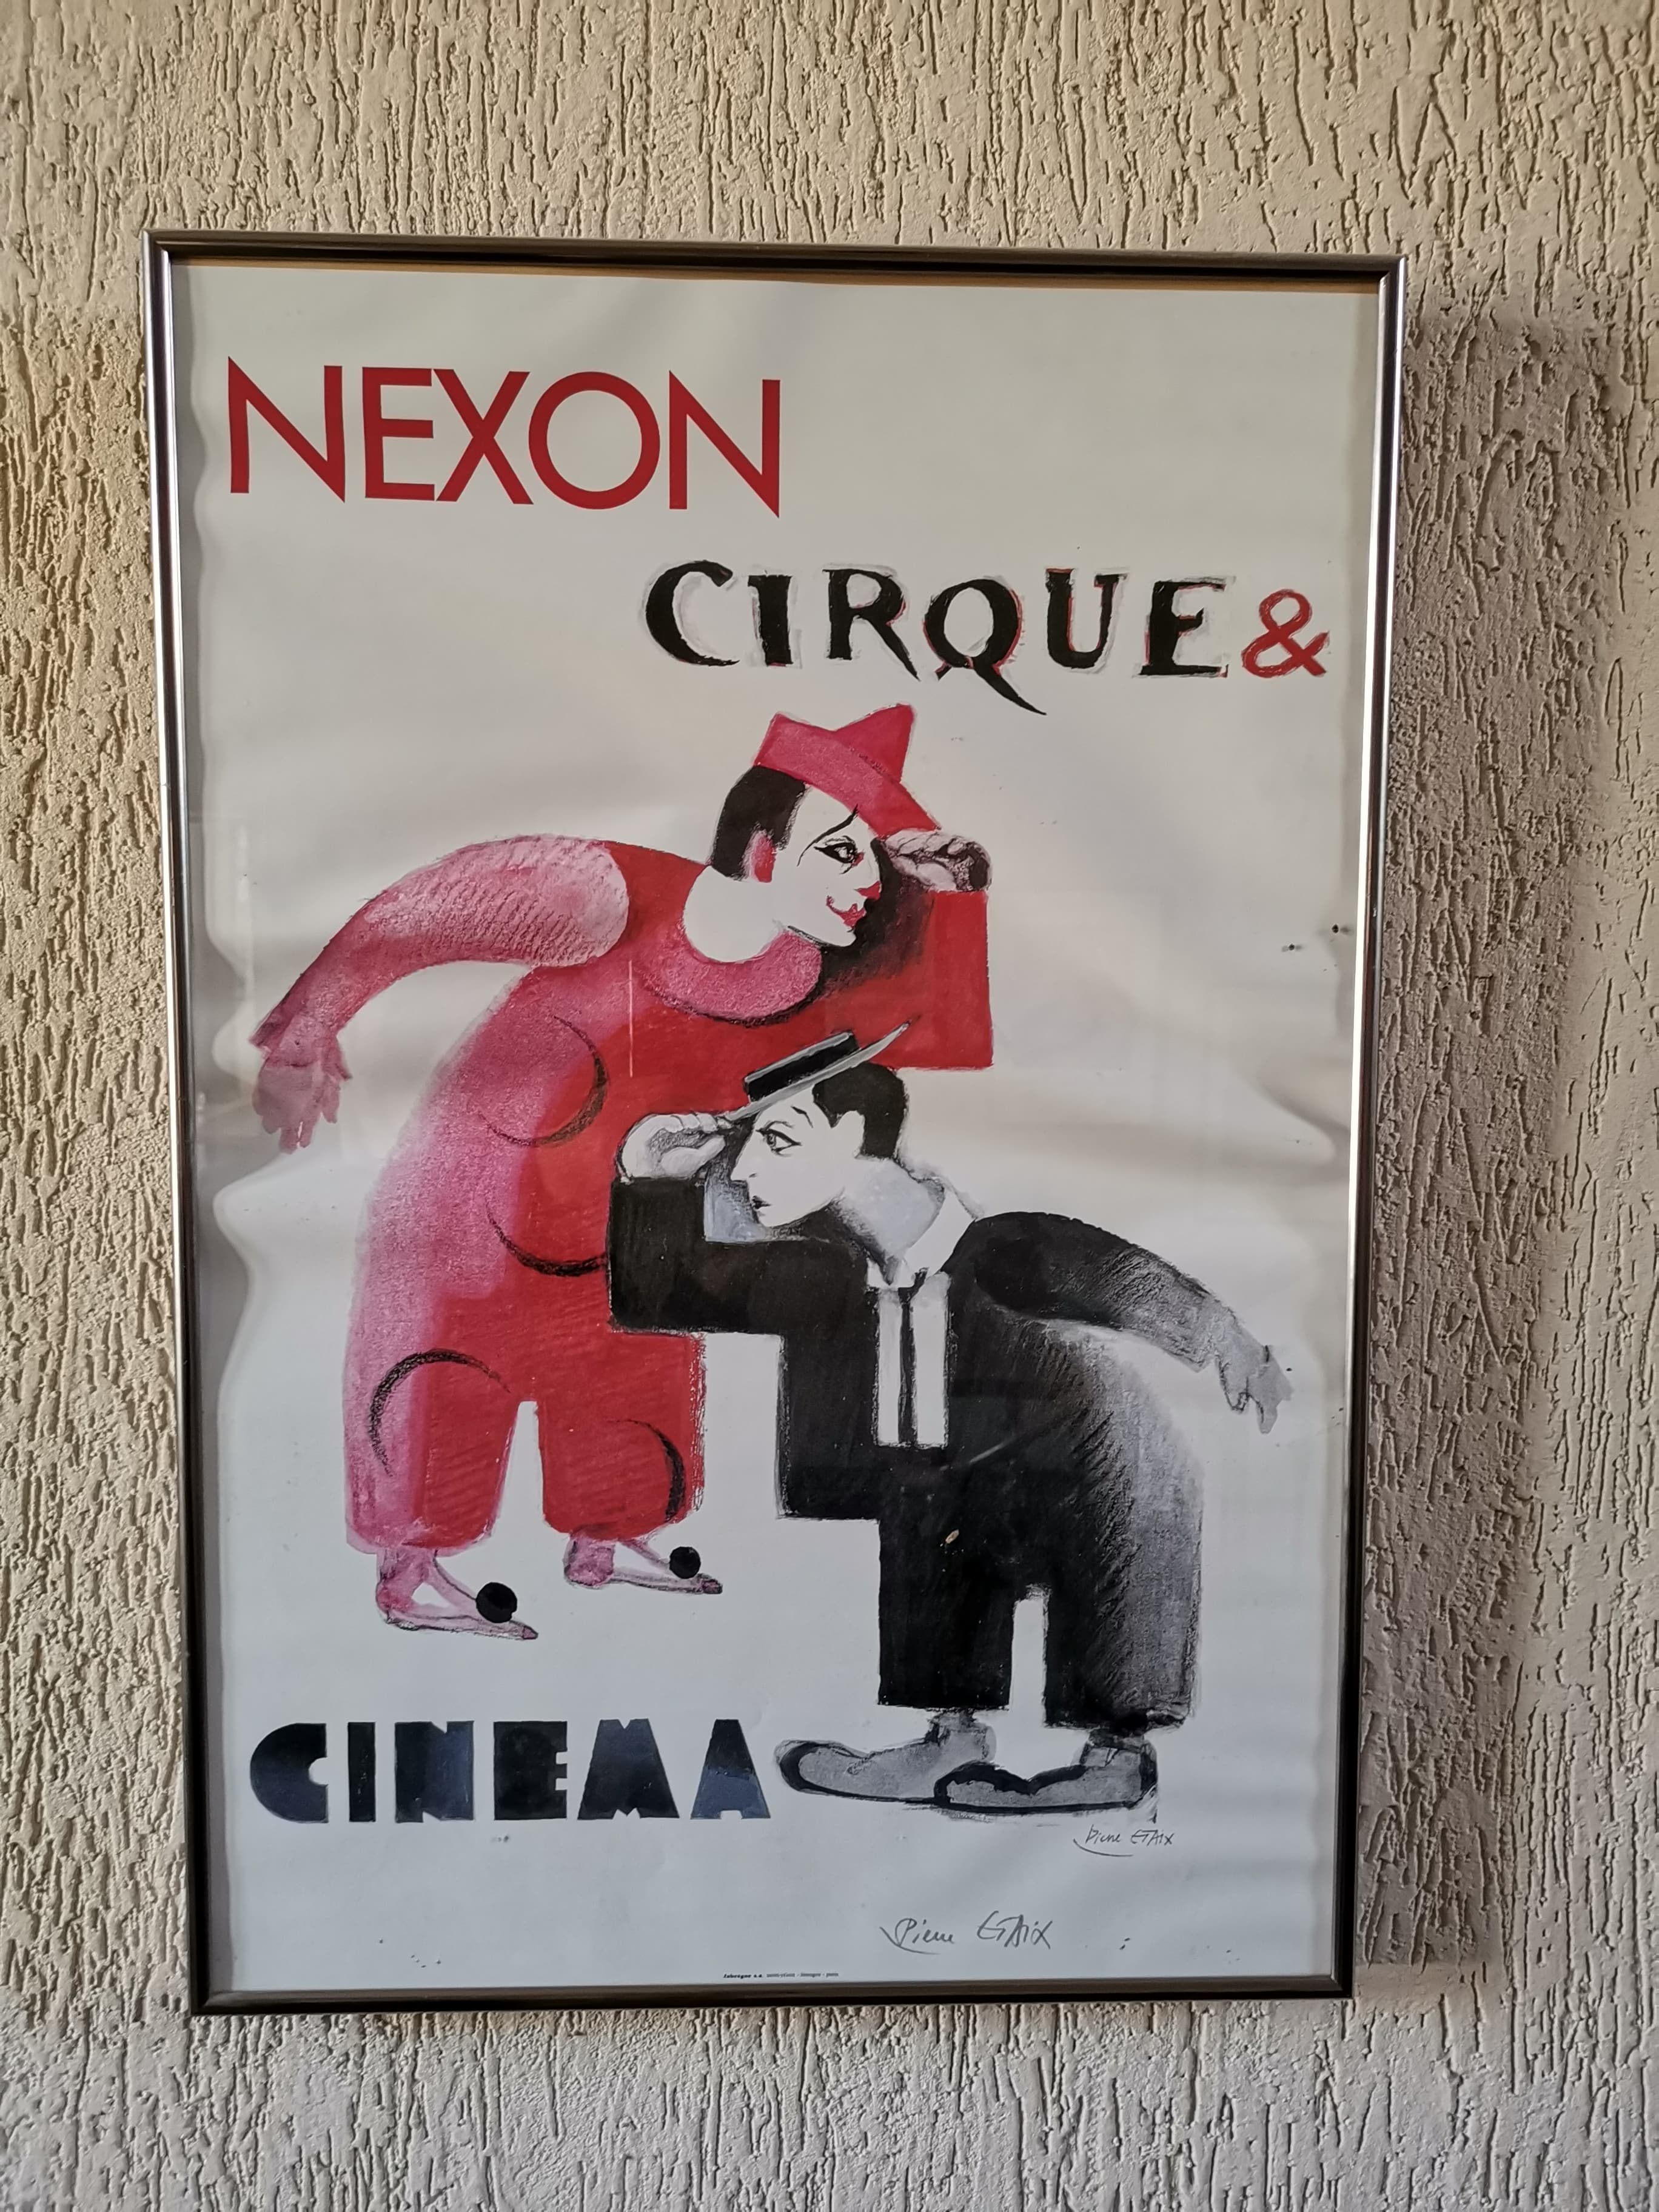 NEXON
CIRQUE &
CINEMA
Pierre ETAIX
Pierre ETAIX